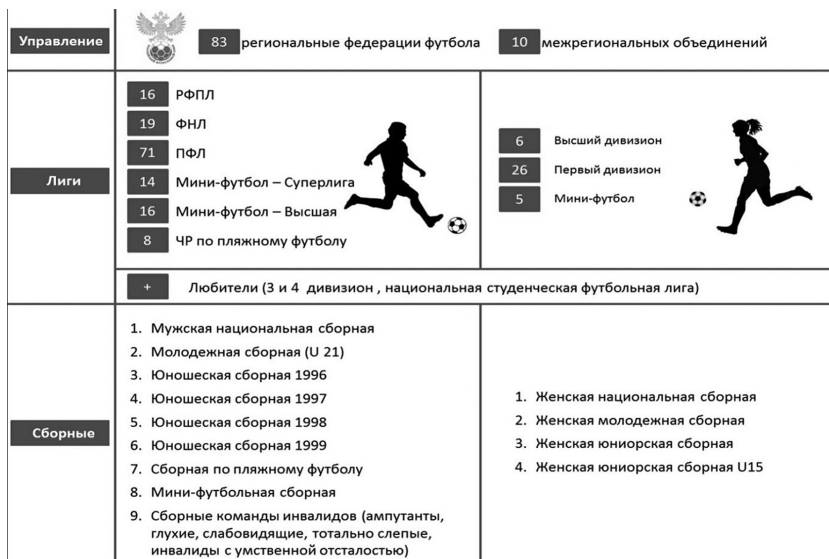 Управление
83 региональные федерации футбола 10 межрегиональных объединений
Лиги
16 РФПЛ
19 ФНЛ
71 ПФЛ
14 Мини-футбол – Суперлига
16 Мини-футбол – Высшая
8 ЧР по пляжному футболу
6 Высший дивизион
26 Первый дивизион
5 Мини-футбол
+ Любители (3 и 4 дивизион , национальная студенческая футбольная лига)
Сборные
1. Мужская национальная сборная
2. Молодежная сборная (U 21)
3. Юношеская сборная 1996
4. Юношеская сборная 1997
5. Юношеская сборная 1998
6. Юношеская сборная 1999
7. Сборная по пляжному футболу
8. Мини-футбольная сборная
9. Сборные команды инвалидов (ампутанты,
глухие, слабовидящие, тотально слепые,
инвалиды с умственной отсталостью)
1. Женская национальная сборная
2. Женская молодежная сборная
3. Женская юниорская сборная
4. Женская юниорская сборная U15